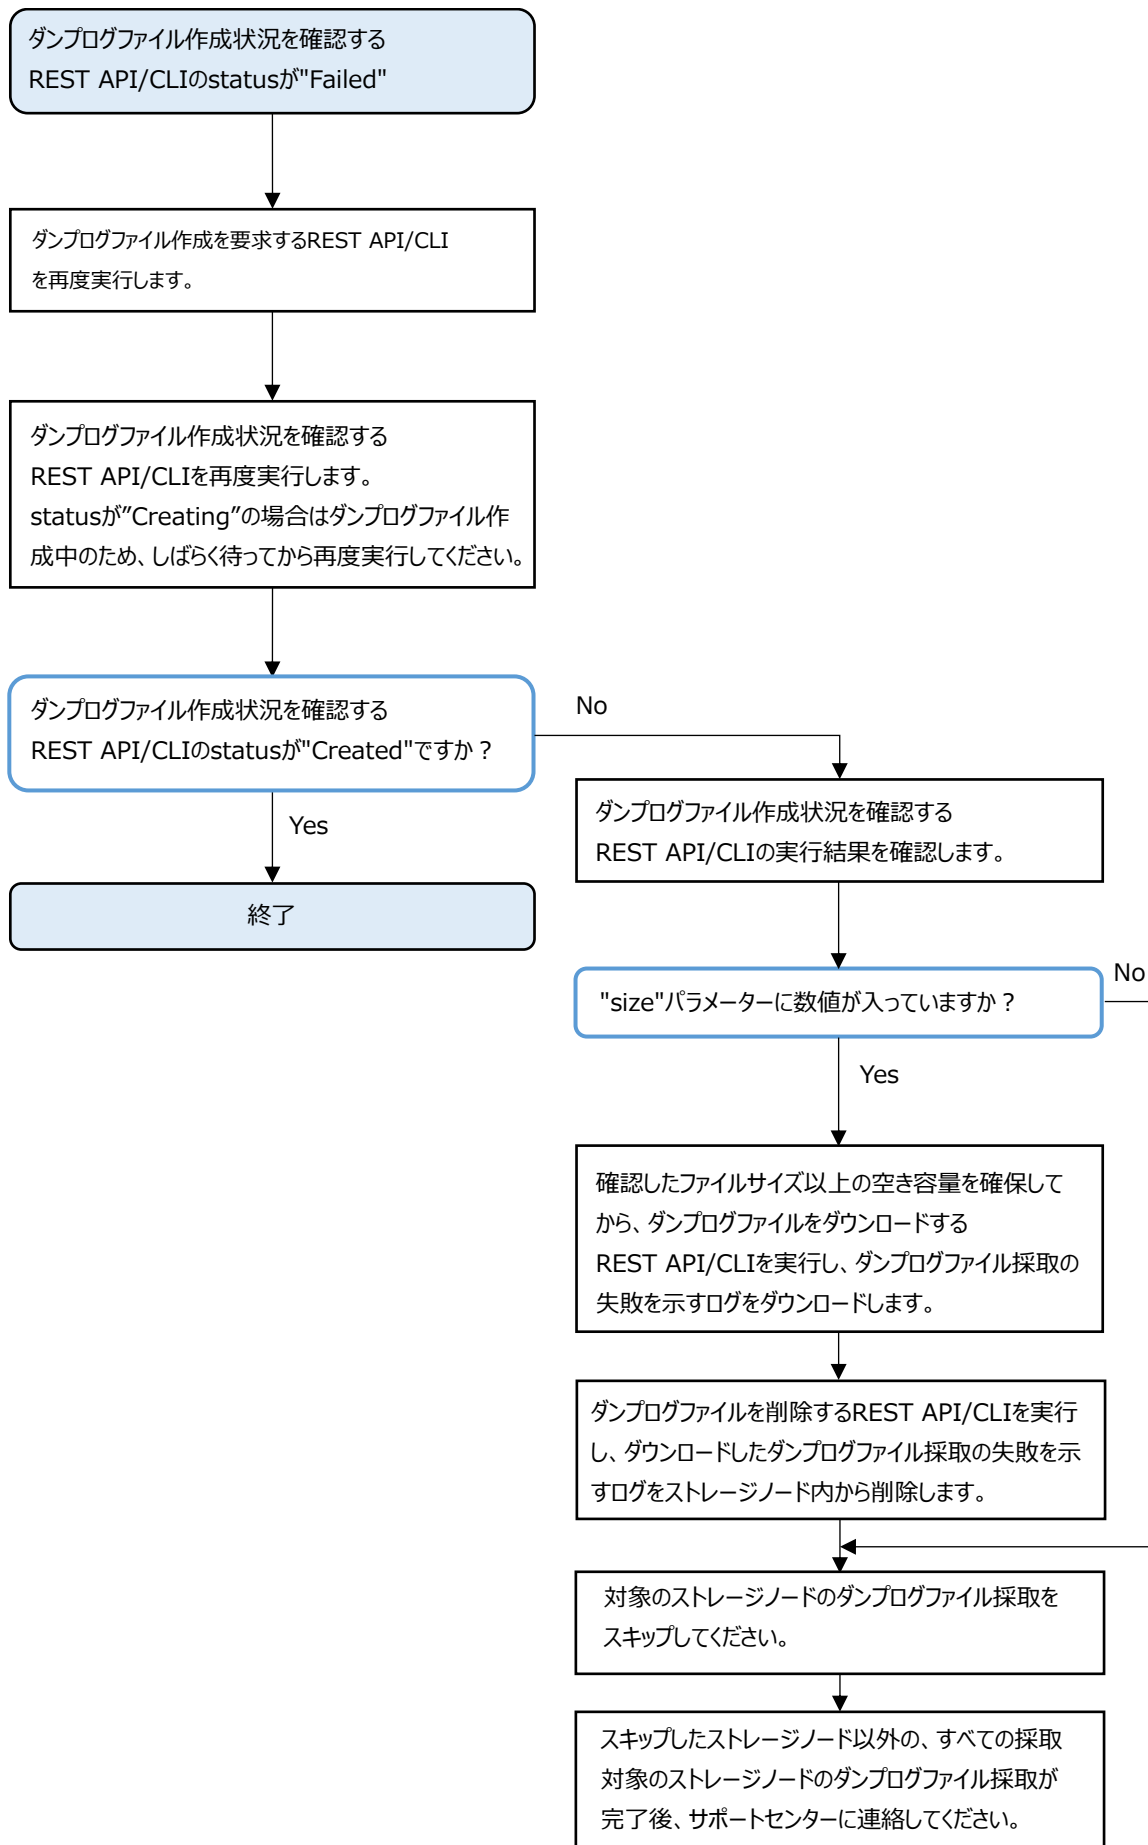 ダンプログファイル作成状況を確認する
REST API/CLIのstatusが"Failed"
ダンプログファイル作成を要求するREST API/CLI
を再度実行します。
ダンプログファイル作成状況を確認する
REST API/CLIを再度実行します。
statusが”Creating”の場合はダンプログファイル作
成中のため、しばらく待ってから再度実行してください。
ダンプログファイル作成状況を確認する
REST API/CLIのstatusが"Created"ですか？
No
Yes
終了
ダンプログファイル作成状況を確認する
REST API/CLIの実行結果を確認します。
"size"パラメーターに数値が入っていますか？
No
Yes
確認したファイルサイズ以上の空き容量を確保して
から、ダンプログファイルをダウンロードする
REST API/CLIを実行し、ダンプログファイル採取の
失敗を示すログをダウンロードします。
ダンプログファイルを削除するREST API/CLIを実行
し、ダウンロードしたダンプログファイル採取の失敗を示
すログをストレージノード内から削除します。
対象のストレージノードのダンプログファイル採取を
スキップしてください。
スキップしたストレージノード以外の、すべての採取
対象のストレージノードのダンプログファイル採取が
完了後、サポートセンターに連絡してください。